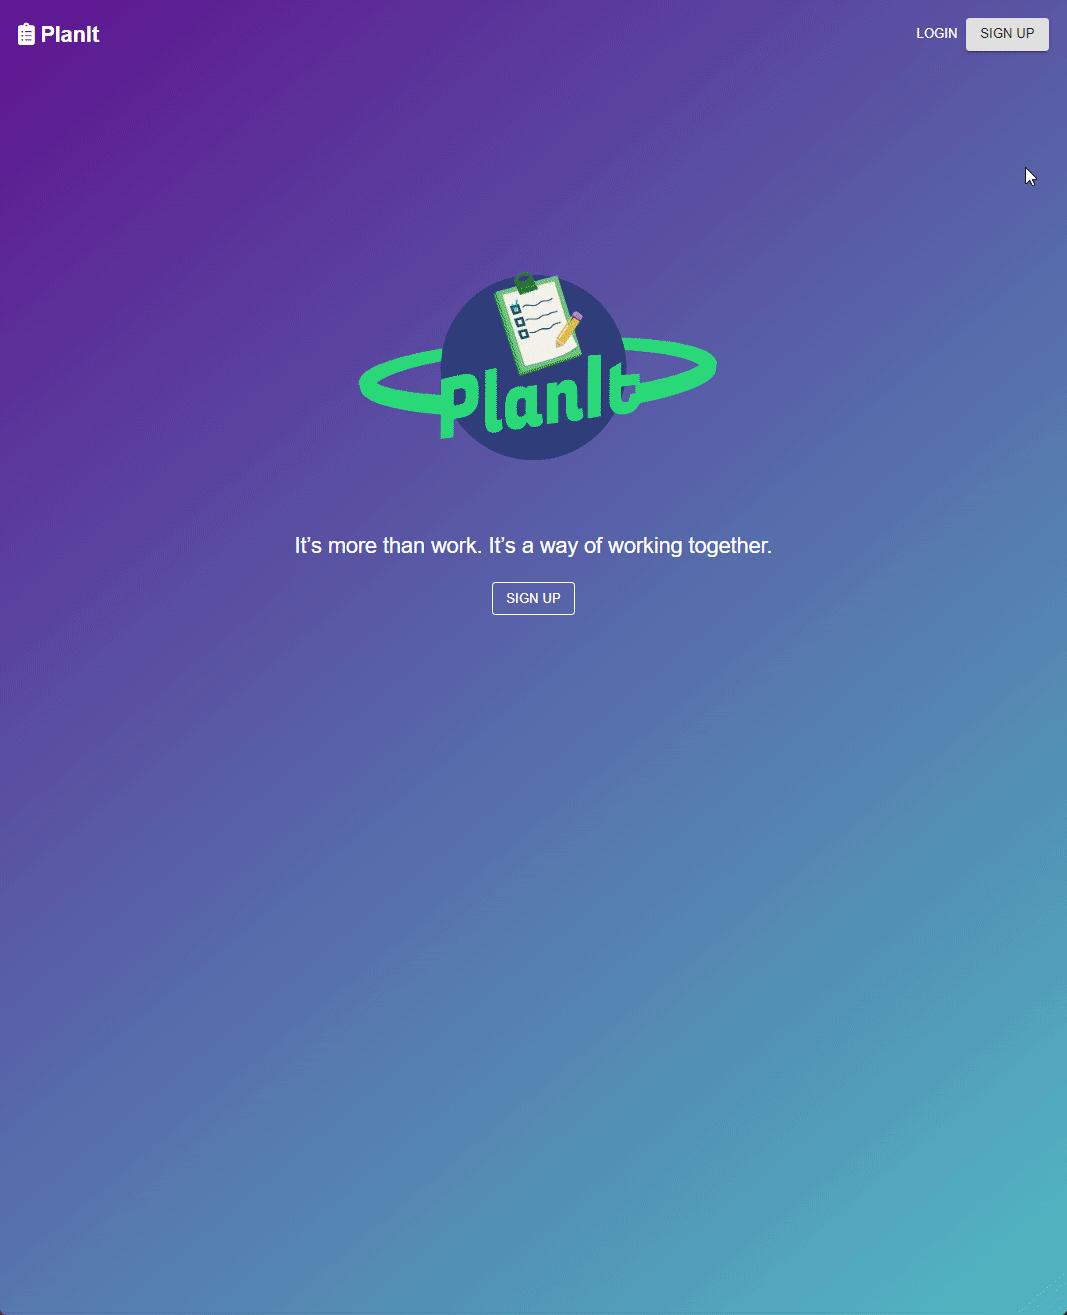 PlanIt
LOGIN
SIGN UP
PlanIt
It’s more than work. It’s a way of working together.
SIGN UP